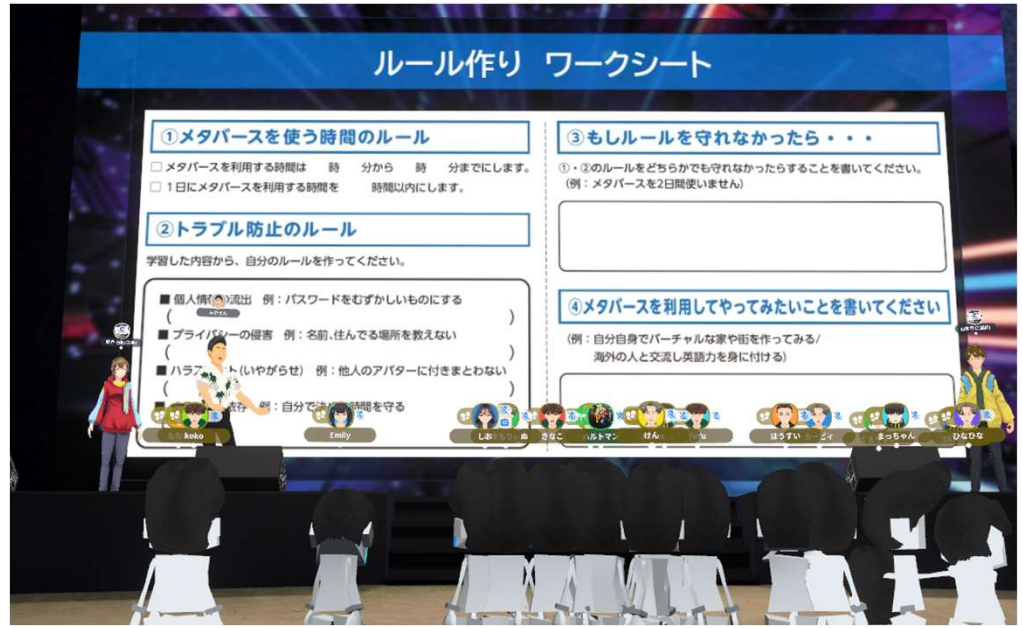 ルール作り ワークシート
①メタバースを使う時間のルール
□ メタバースを利用する時間は 時 分から 時 分までにします。
□ 1日にメタバースを利用する時間を 時間以内にします。
②トラブル防止のルール
学習した内容から、自分のルールを作ってください。
■ 個人情 の流出 例：パスワードをむずかしいものにする
( )
■ プライバシーの侵害 例：名前、住んでる場所を教えない
( )
■ ハラス ント(いやがらせ) 例：他人のアバターに付きまとわない
( )
依存 例：自分で 時間を守る
③もしルールを守れなかったら・・・
①・②のルールをどちらかでも守れなかったらすることを書いてください。
(例：メタバースを2日間使いません)
④メタバースを利用してやってみたいことを書いてください
(例：自分自身でバーチャルな家や街を作ってみる/
海外の人と交流し英語力を身に付ける)
koko
Emily
しお
きなこ
ハルトマン
けん
ほうすい
まっちゃん
ひなひな